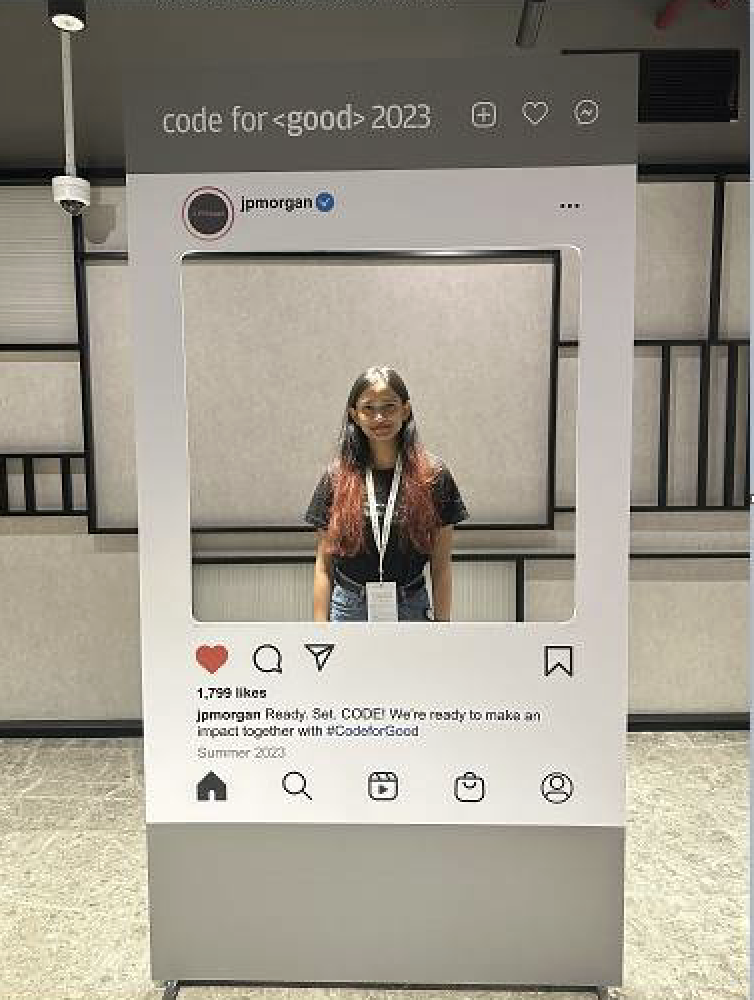 code for <good> 2023
jpmorgan
1,799 likes
jpmorgan Ready. Set. CODE! We're ready to make an
impact together with #CodeforGood
Summer 2023